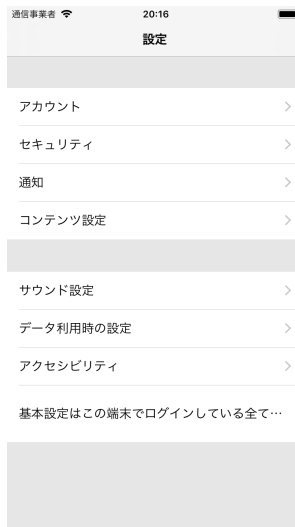 通信事業者 20:16
設定
アカウント
セキュリティ
通知
コンテンツ設定
サウンド設定
データ利用時の設定
アクセシビリティ
基本設定はこの端末でログインしている全て…